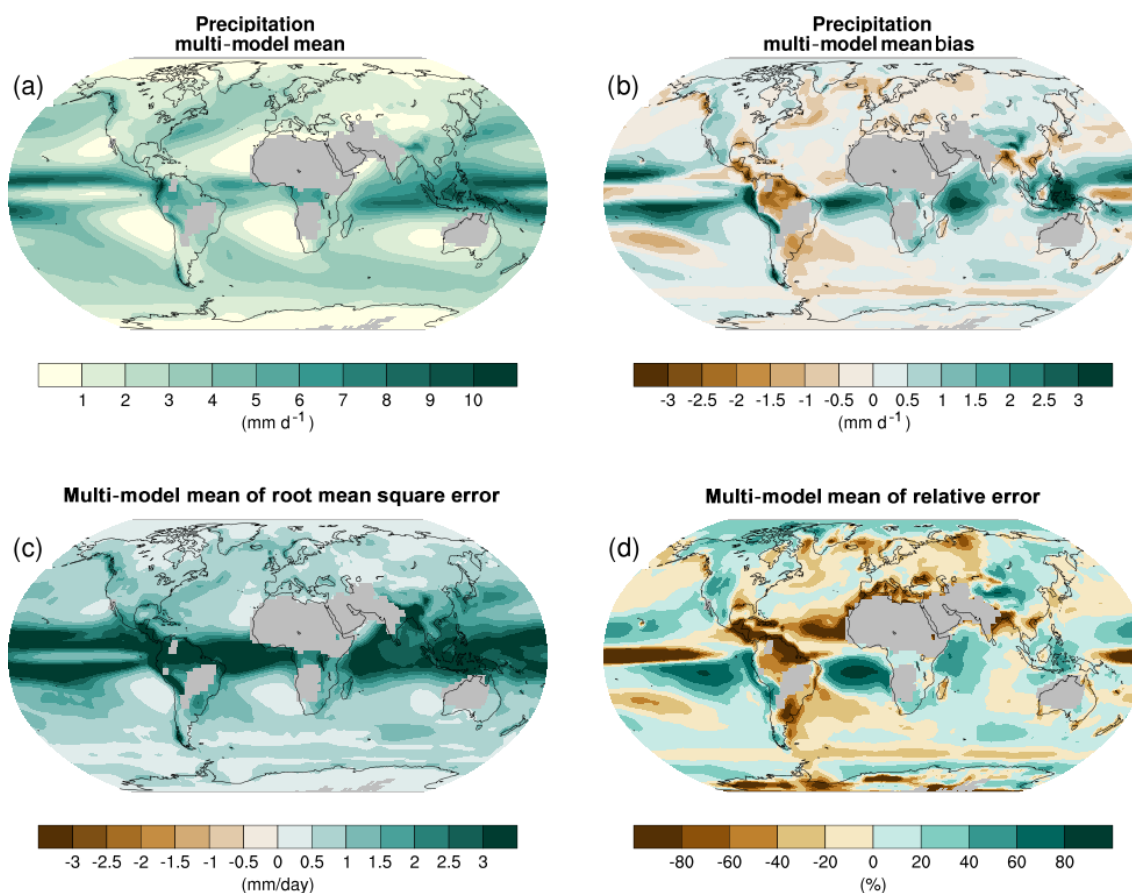 Precipitation
multi-model mean
(a)
1 2 3 4 5 6 7 8 9 10
(mm d⁻¹)
Precipitation
multi-model mean bias
(b)
-3 -2.5 -2 -1.5 -1 -0.5 0 0.5 1 1.5 2 2.5 3
(mm d⁻¹)
Multi-model mean of root mean square error
(c)
-3 -2.5 -2 -1.5 -1 -0.5 0 0.5 1 1.5 2 2.5 3
(mm/day)
Multi-model mean of relative error
(d)
-80 -60 -40 -20 0 20 40 60 80
(%)